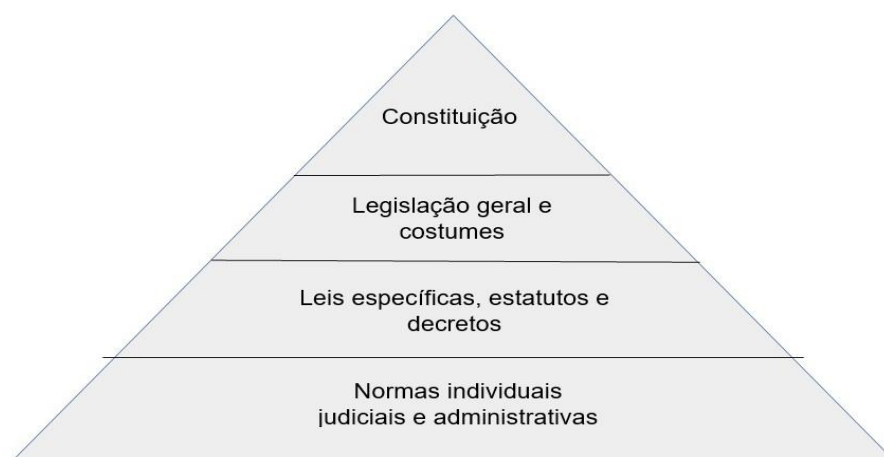 Constituição
Legislação geral e
costumes
Leis específicas, estatutos e
decretos
Normas individuais
judiciais e administrativas